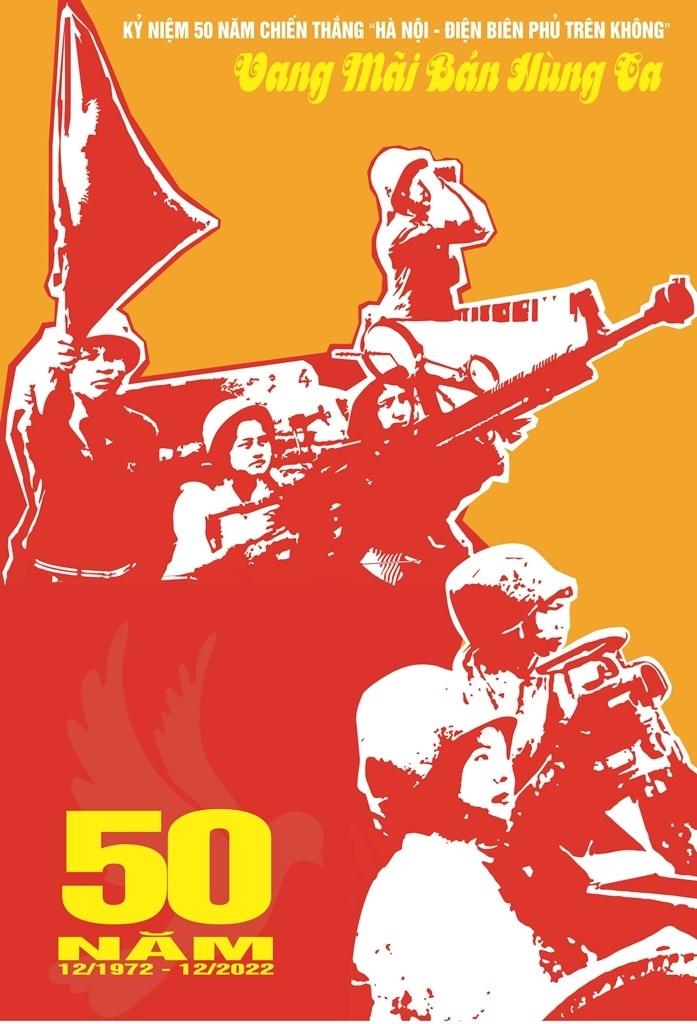 KỶ NIỆM 50 NĂM CHIẾN THẮNG "HÀ NỘI - ĐIỆN BIÊN PHỦ TRÊN KHÔNG"
Vang Mãi Bản Hùng Ca
4
50
NĂM
12/1972 - 12/2022